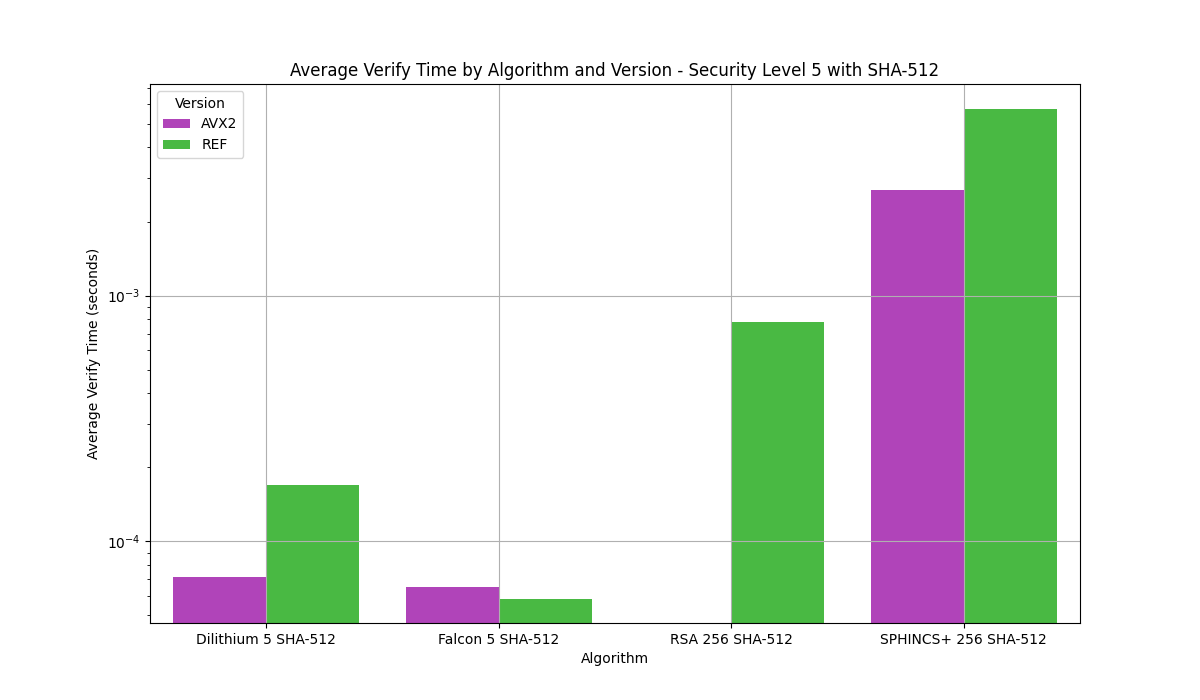 Average Verify Time by Algorithm and Version - Security Level 5 with SHA-512
Version
AVX2
REF
Average Verify Time (seconds)
10⁻³
10⁻⁴
Dilithium 5 SHA-512
Falcon 5 SHA-512
RSA 256 SHA-512
SPHINCS+ 256 SHA-512
Algorithm